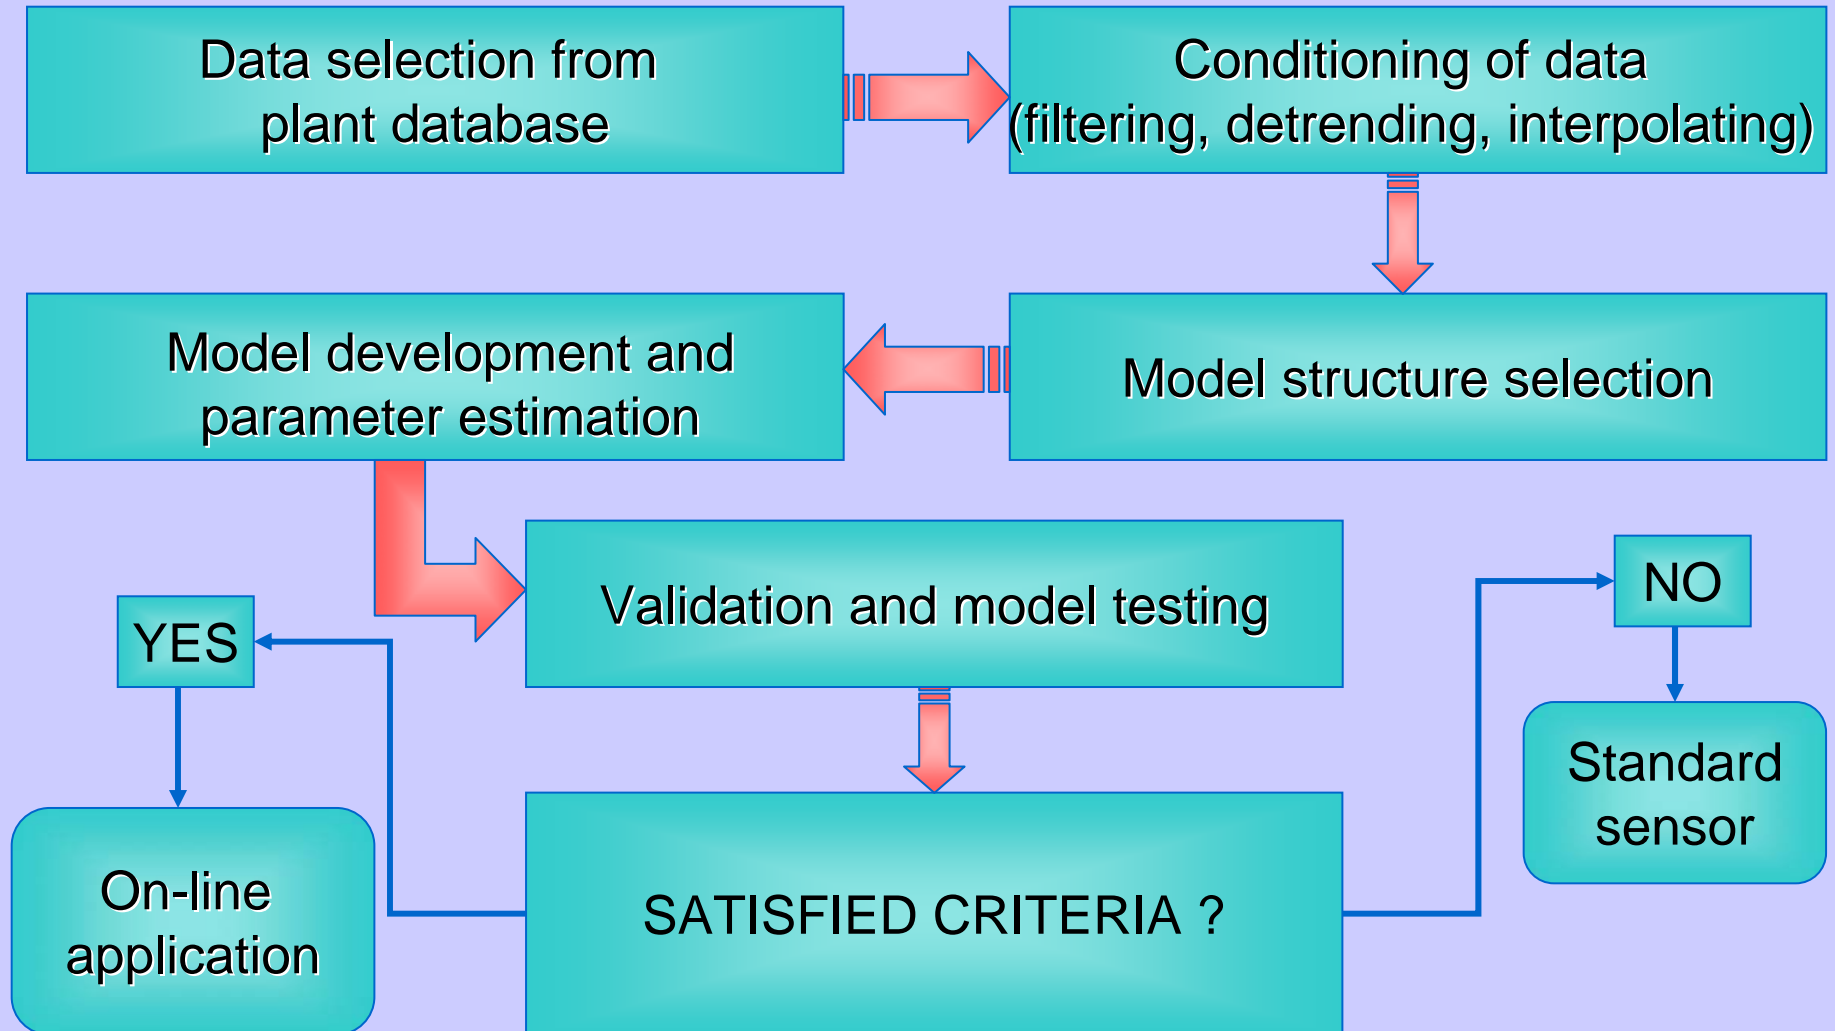 Data selection from
plant database
Conditioning of data
(filtering, detrending, interpolating)
Model development and
parameter estimation
Model structure selection
Validation and model testing
NO
YES
Standard
sensor
On-line
application
SATISFIED CRITERIA ?